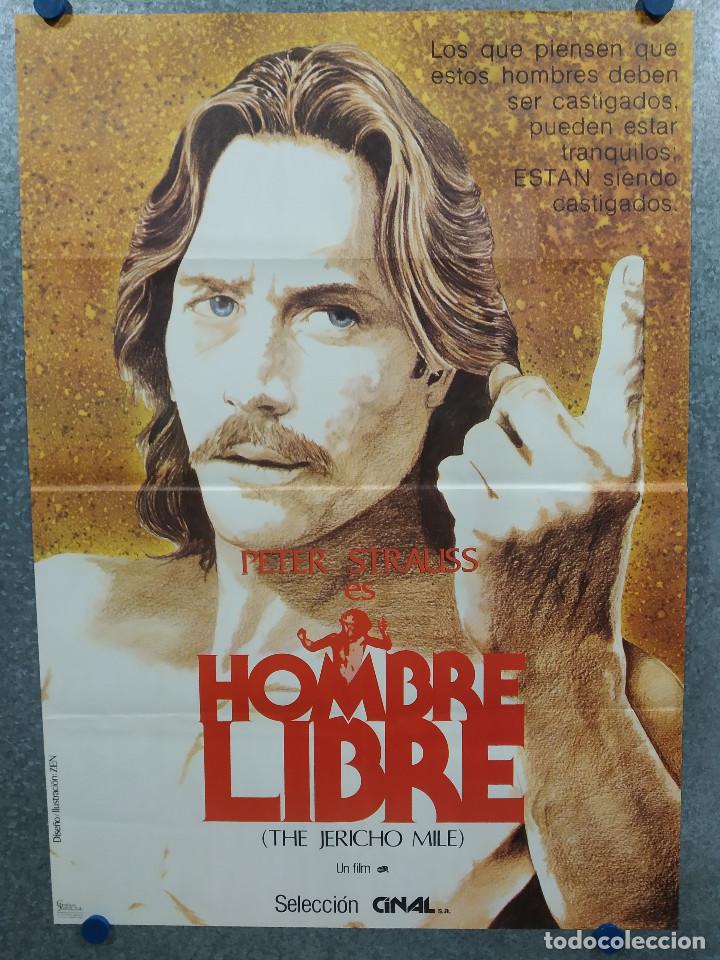 Los que piensen que
estos hombres deben
ser castigados,
pueden estar
tranquilos;
ESTAN siendo
castigados.
PETER STRAUSS
es
HOMBRE
LIBRE
(THE JERICHO MILE)
Un film
Selección CINAL s.a.
Diseño/Ilustración: ZEN
todocoleccion.net